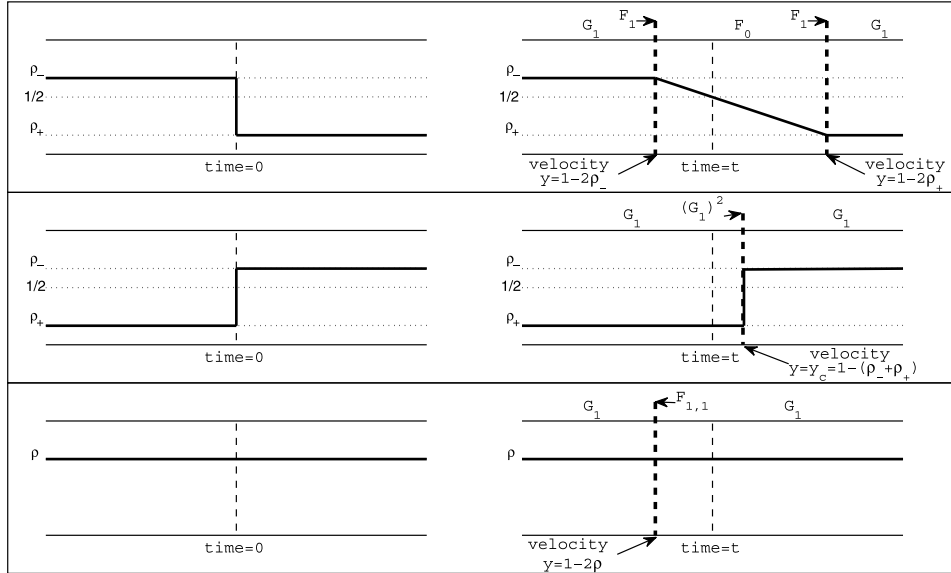 F₁ F₁
G₁ F₀ G₁
ρ₋ ρ₋
1/2 1/2
ρ₊ ρ₊
time=0 velocity time=t velocity
y=1-2ρ₋ y=1-2ρ₊
(G₁)²
G₁ G₁
ρ₋ ρ₋
1/2 1/2
ρ₊ ρ₊
time=0 time=t velocity
y=y_c=1-(ρ₋+ρ₊)
G₁ F₁,₁ G₁
ρ ρ
time=0 velocity time=t
y=1-2ρ